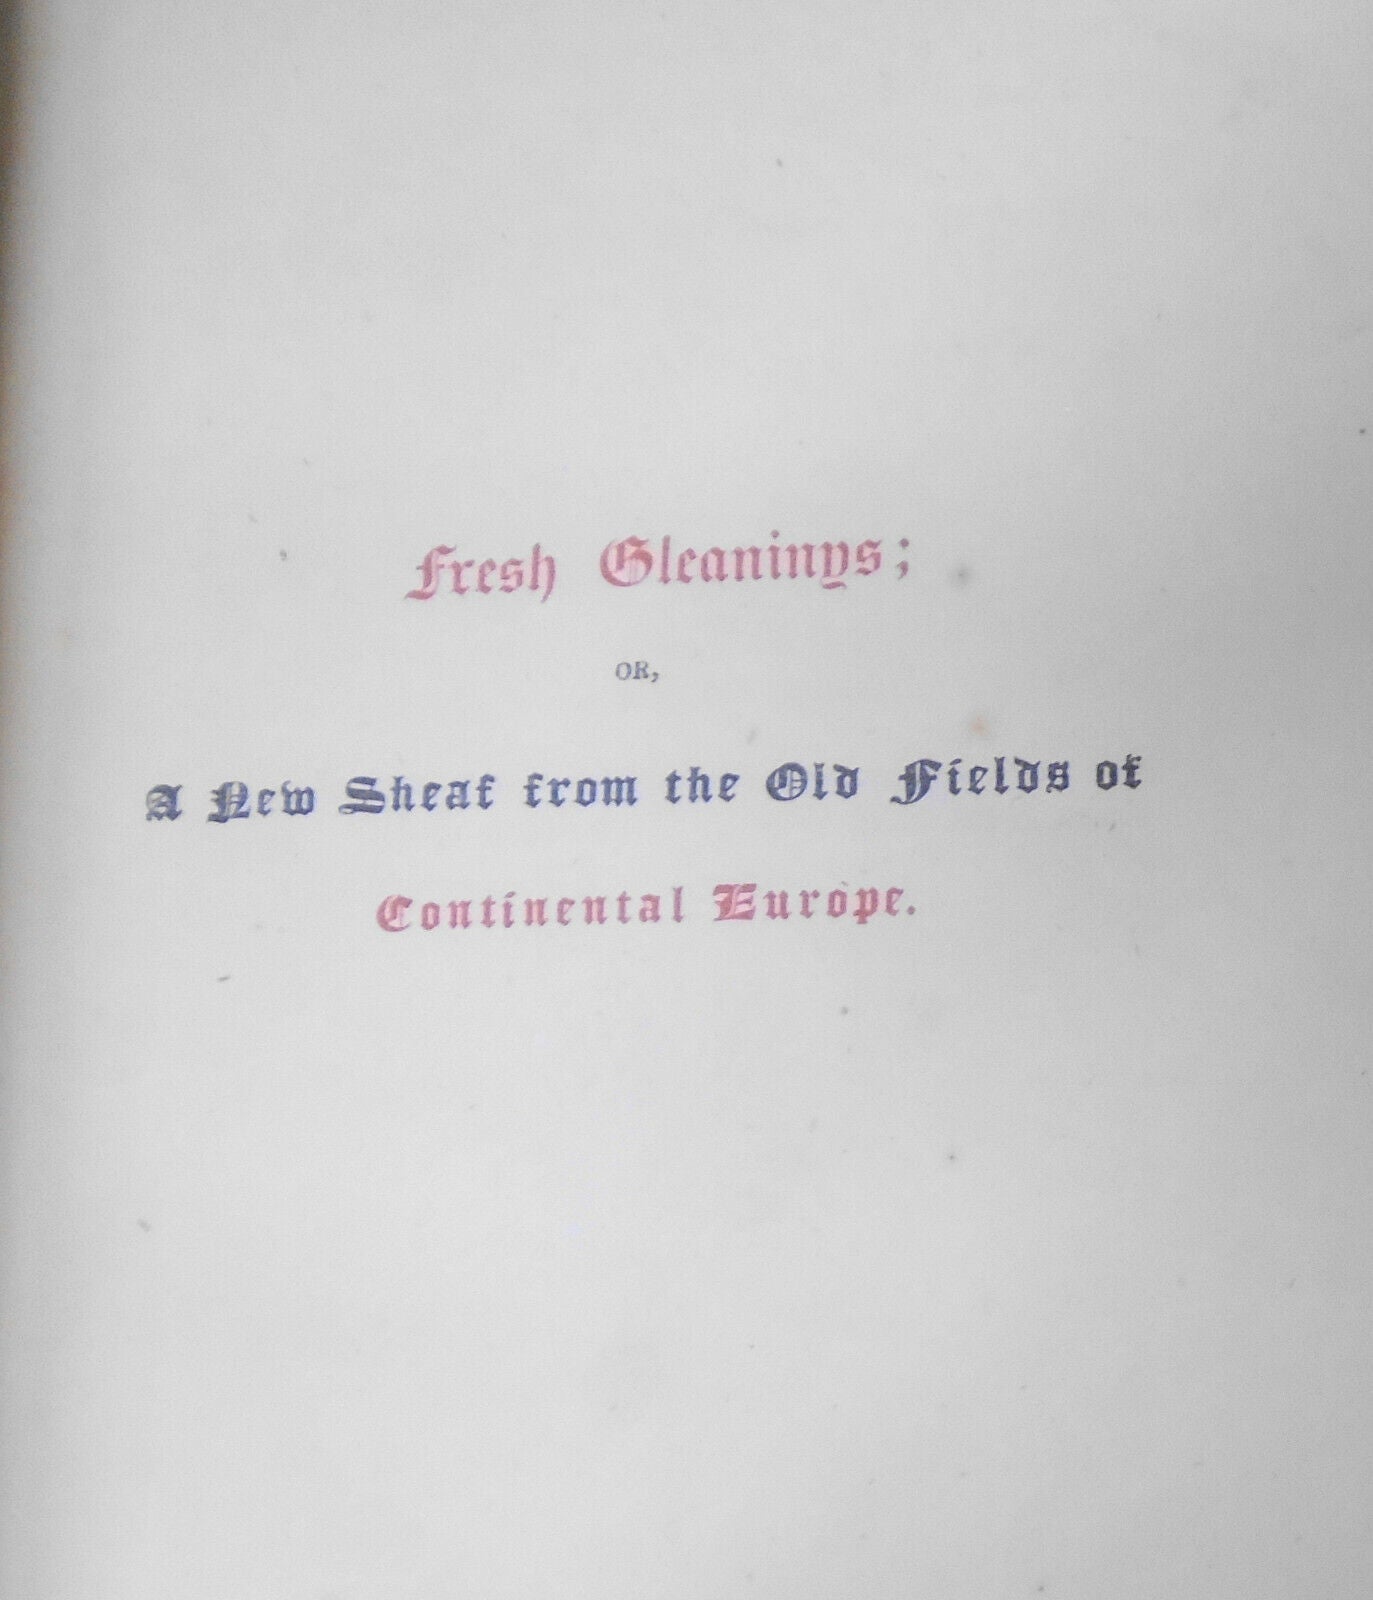 Fresh Gleanings;
OR,
A New Sheaf from the Old Fields of
Continental Europe.